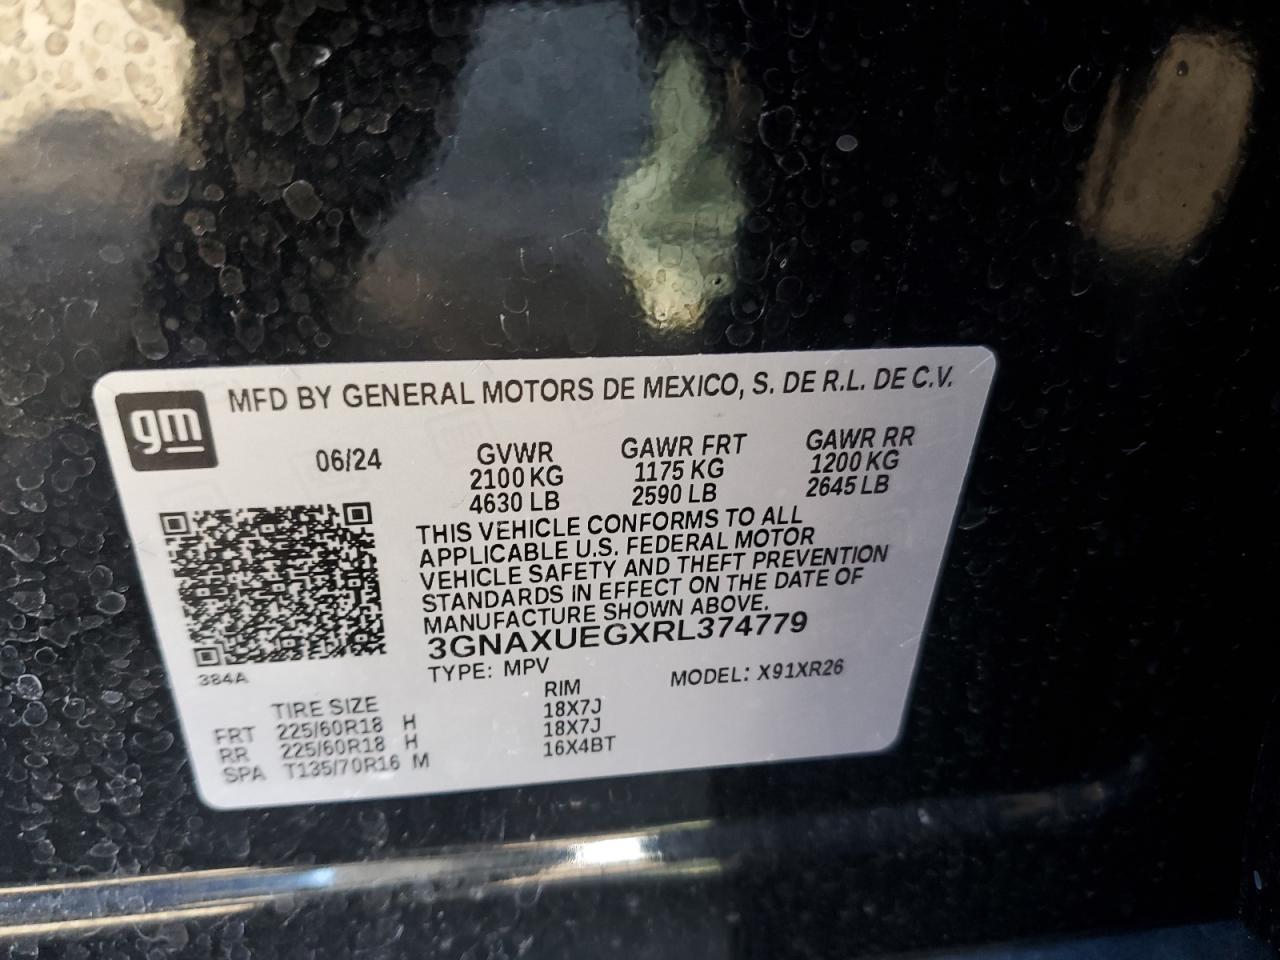 gm
MFD BY GENERAL MOTORS DE MEXICO, S. DE R.L. DE C.V.
06/24 GVWR GAWR FRT GAWR RR
2100 KG 1175 KG 1200 KG
4630 LB 2590 LB 2645 LB
THIS VEHICLE CONFORMS TO ALL
APPLICABLE U.S. FEDERAL MOTOR
VEHICLE SAFETY AND THEFT PREVENTION
STANDARDS IN EFFECT ON THE DATE OF
MANUFACTURE SHOWN ABOVE.
3GNAXUEGXRL374779
384A
TYPE: MPV MODEL: X91XR26
TIRE SIZE RIM
FRT 225/60R18 H 18X7J
RR 225/60R18 H 18X7J
SPA T135/70R16 M 16X4BT